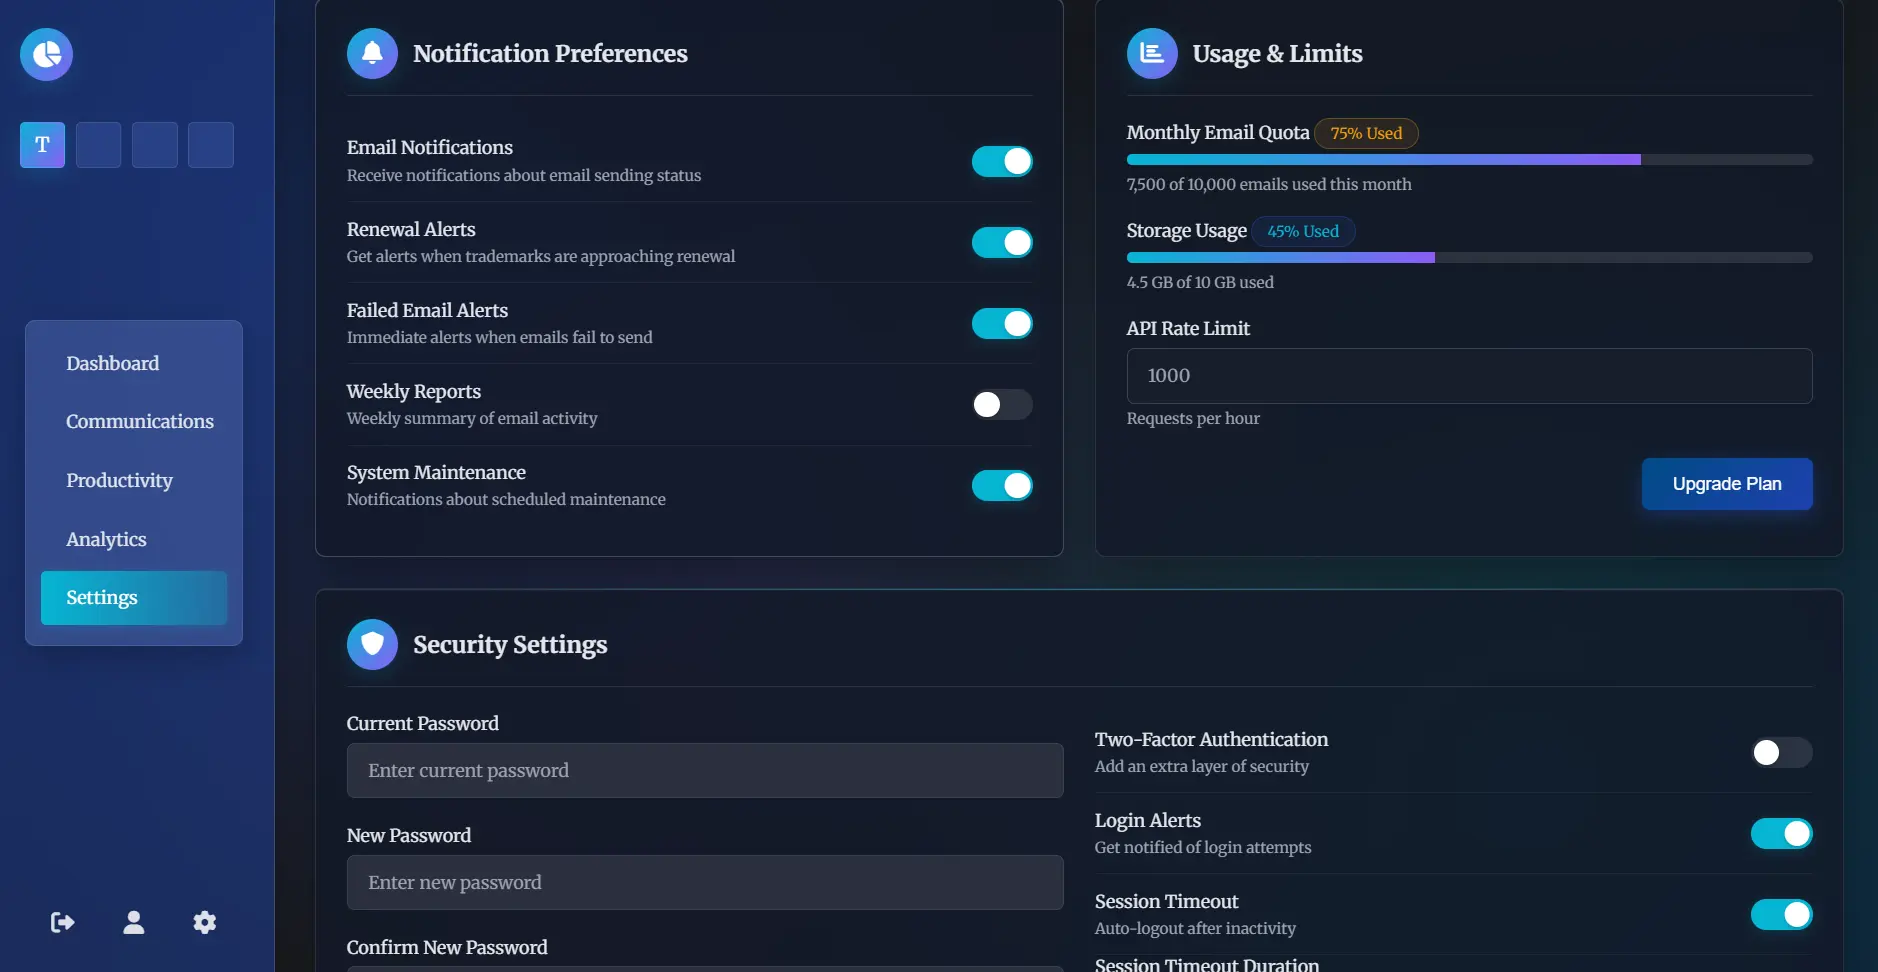 T
Dashboard
Communications
Productivity
Analytics
Settings
Notification Preferences
Email Notifications
Receive notifications about email sending status
Renewal Alerts
Get alerts when trademarks are approaching renewal
Failed Email Alerts
Immediate alerts when emails fail to send
Weekly Reports
Weekly summary of email activity
System Maintenance
Notifications about scheduled maintenance
Usage & Limits
Monthly Email Quota 75% Used
7,500 of 10,000 emails used this month
Storage Usage 45% Used
4.5 GB of 10 GB used
API Rate Limit
1000
Requests per hour
Upgrade Plan
Security Settings
Current Password
Enter current password
New Password
Enter new password
Confirm New Password
Two-Factor Authentication
Add an extra layer of security
Login Alerts
Get notified of login attempts
Session Timeout
Auto-logout after inactivity
Session Timeout Duration